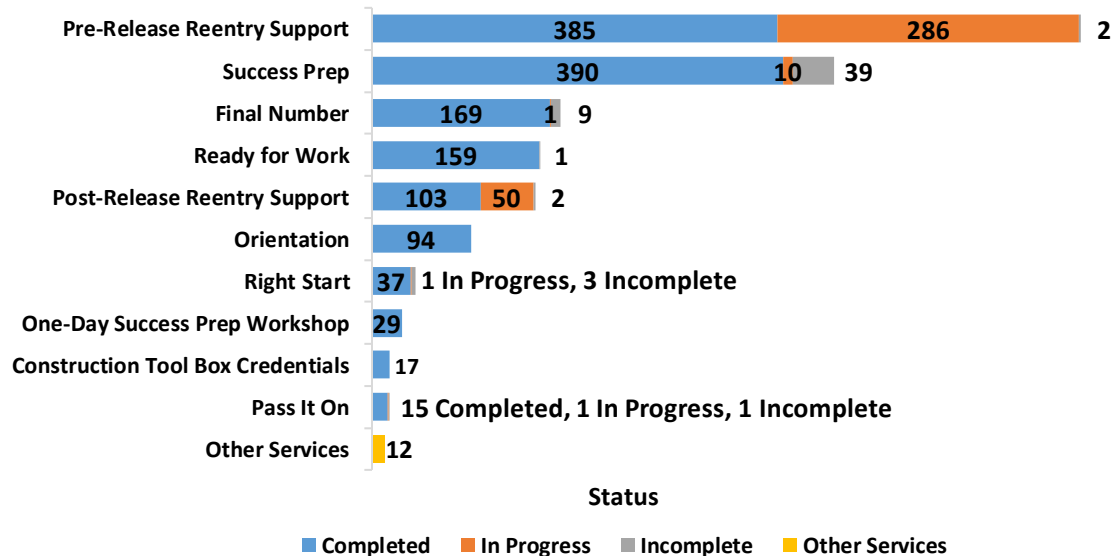 Pre-Release Reentry Support 385 286 2
Success Prep 390 10 39
Final Number 169 1 9
Ready for Work 159 1
Post-Release Reentry Support 103 50 2
Orientation 94
Right Start 37 1 In Progress, 3 Incomplete
One-Day Success Prep Workshop 29
Construction Tool Box Credentials 17
Pass It On 15 Completed, 1 In Progress, 1 Incomplete
Other Services 12
Status
Completed In Progress Incomplete Other Services